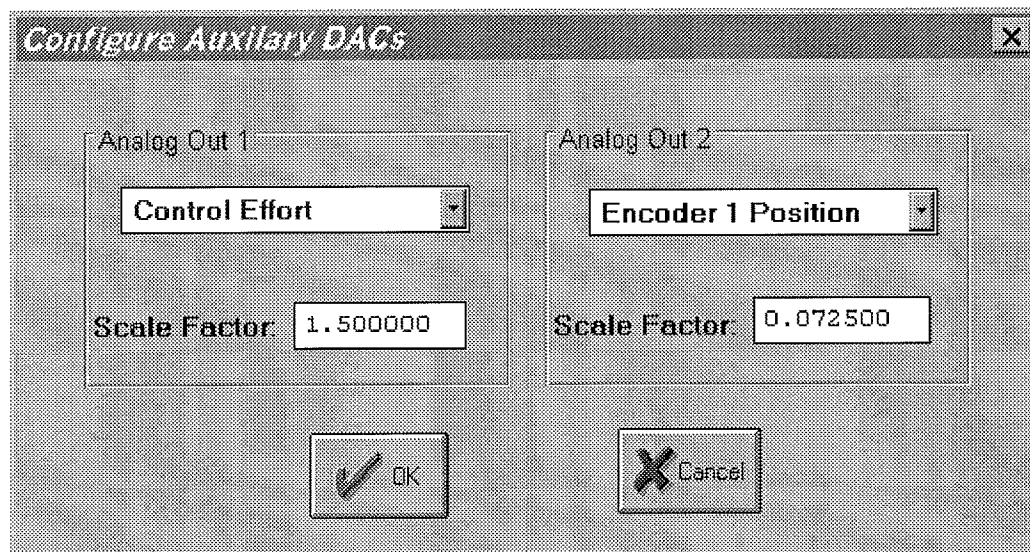 Configure Auxilary DACs
Analog Out 1
Control Effort
Scale Factor: 1.500000
Analog Out 2
Encoder 1 Position
Scale Factor: 0.072500
OK
Cancel